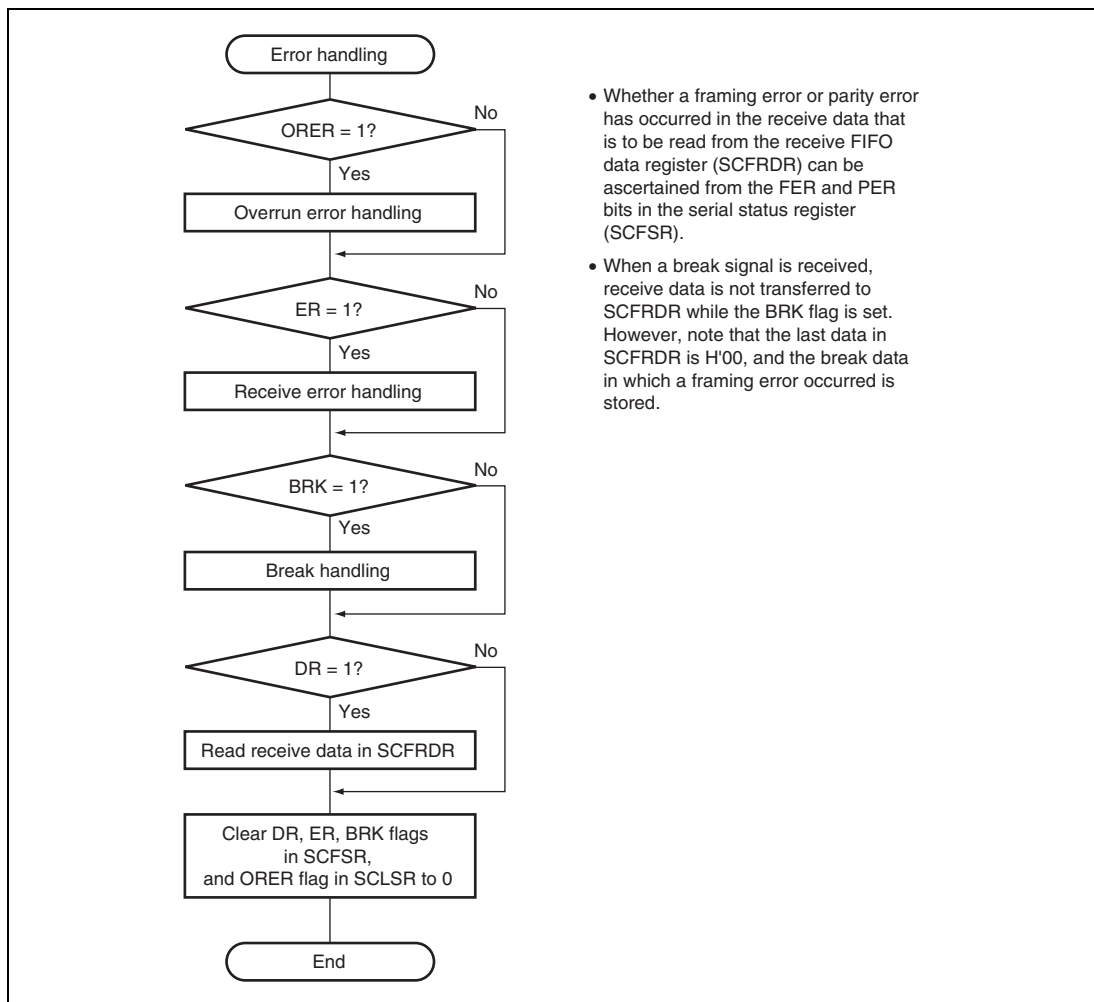 Error handling
ORER = 1?
No
Yes
Overrun error handling
ER = 1?
No
Yes
Receive error handling
BRK = 1?
No
Yes
Break handling
DR = 1?
No
Yes
Read receive data in SCFRDR
Clear DR, ER, BRK flags
in SCFSR,
and ORER flag in SCLSR to 0
End
• Whether a framing error or parity error
has occurred in the receive data that
is to be read from the receive FIFO
data register (SCFRDR) can be
ascertained from the FER and PER
bits in the serial status register
(SCFSR).
• When a break signal is received,
receive data is not transferred to
SCFRDR while the BRK flag is set.
However, note that the last data in
SCFRDR is H'00, and the break data
in which a framing error occurred is
stored.